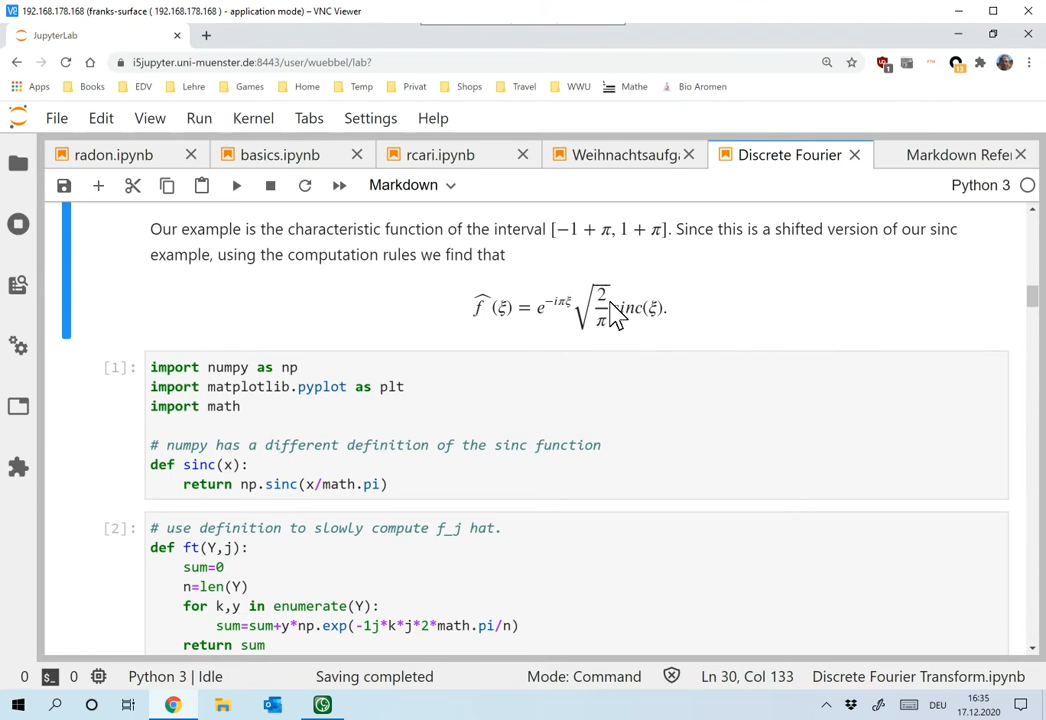 192.168.178.168 (franks-surface ( 192.168.178.168 ) - application mode) - VNC Viewer
JupyterLab
i5jupyter.uni-muenster.de:8443/user/wuebbel/lab?
Apps Books EDV Lehre Games Home Temp Privat Shops Travel WWU Mathe Bio Aromen
File Edit View Run Kernel Tabs Settings Help
radon.ipynb basics.ipynb rcari.ipynb Weihnachtsaufga Discrete Fourier Markdown Refer
Markdown Python 3
Our example is the characteristic function of the interval [−1 + π, 1 + π]. Since this is a shifted version of our sinc
example, using the computation rules we find that
f̂ (ξ) = e^{−iπξ} √(2/π) sinc(ξ).
[1]: import numpy as np
import matplotlib.pyplot as plt
import math
# numpy has a different definition of the sinc function
def sinc(x):
return np.sinc(x/math.pi)
[2]: # use definition to slowly compute f_j hat.
def ft(Y,j):
sum=0
n=len(Y)
for k,y in enumerate(Y):
sum=sum+y*np.exp(-1j*k*j*2*math.pi/n)
return sum
0 0 Python 3 | Idle Saving completed Mode: Command Ln 30, Col 133 Discrete Fourier Transform.ipynb
DEU 16:35
17.12.2020